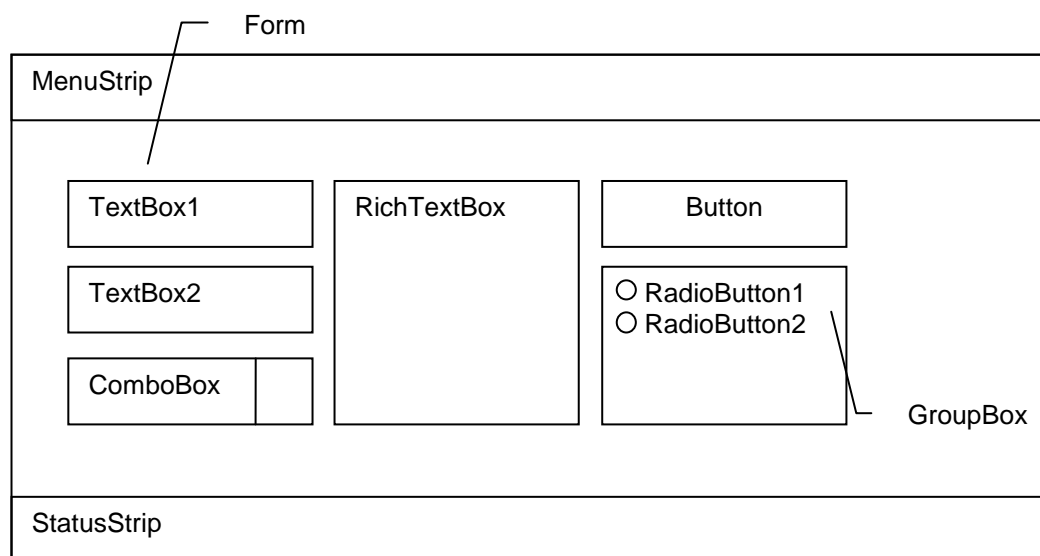 Form
MenuStrip
TextBox1
RichTextBox
Button
TextBox2
RadioButton1
RadioButton2
ComboBox
GroupBox
StatusStrip